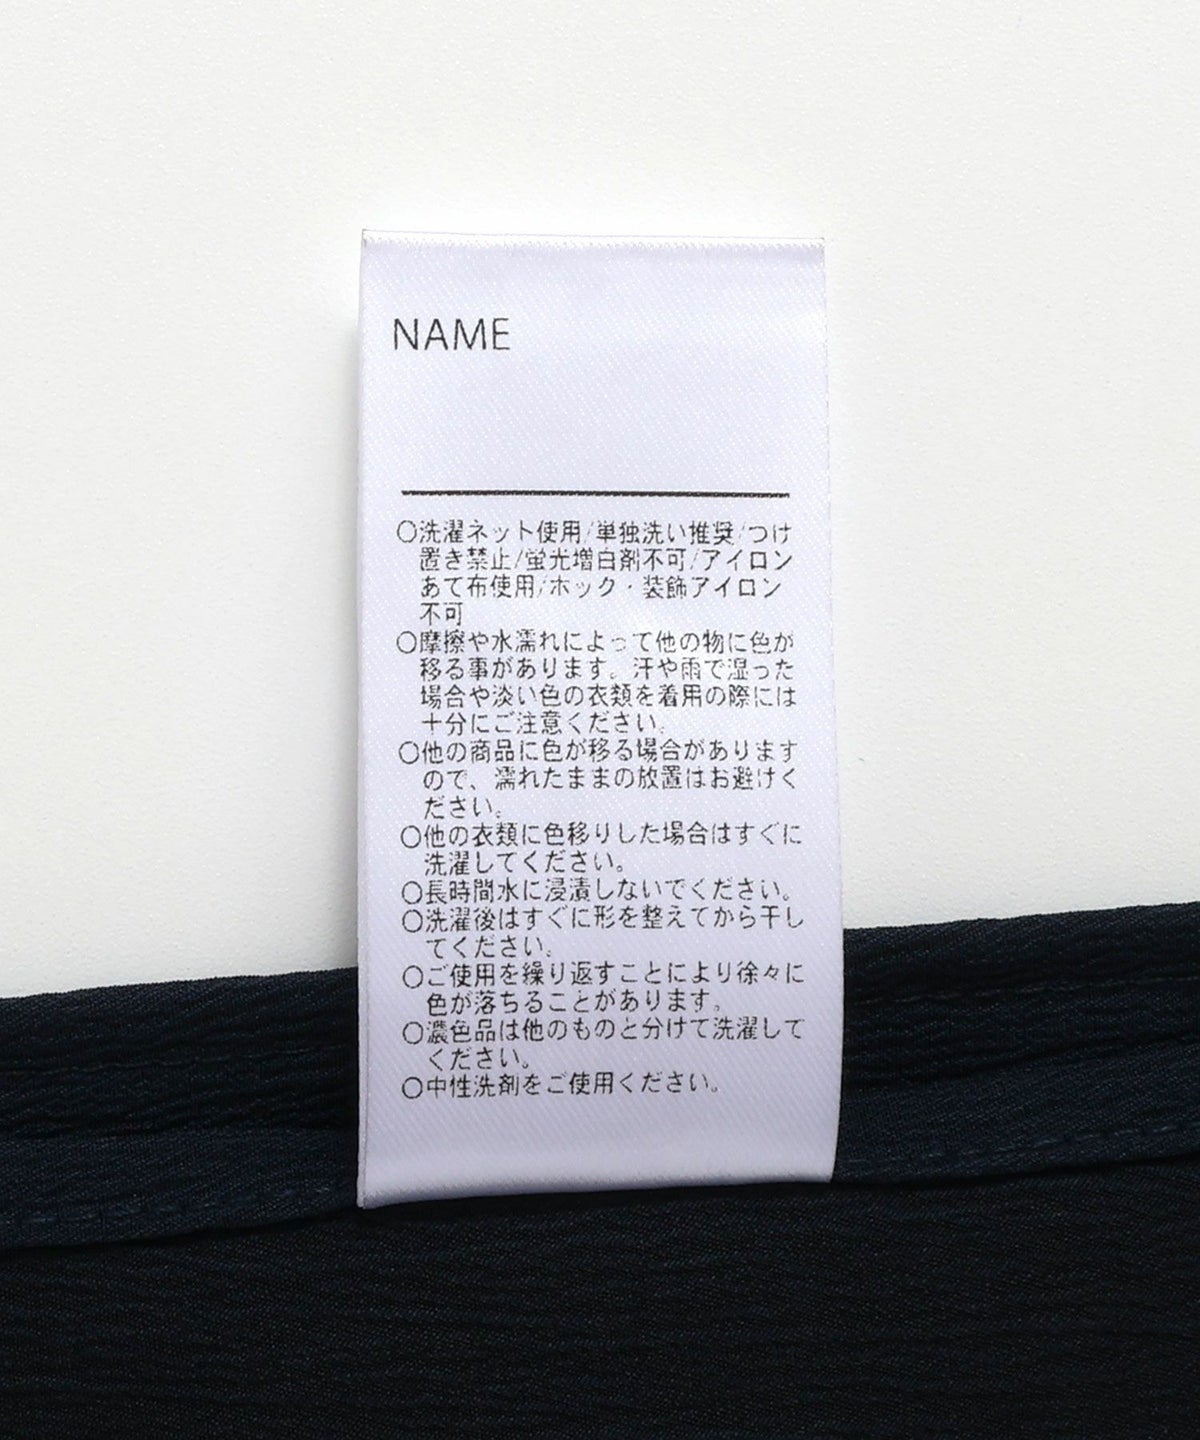 NAME
○洗濯ネット使用/単独洗い推奨/つけ
置き禁止/蛍光増白剤不可/アイロン
あて布使用/ホック・装飾アイロン
不可
○摩擦や水濡れによって他の物に色が
移る事があります。汗や雨で湿った
場合や淡い色の衣類を着用の際には
十分にご注意ください。
○他の商品に色が移る場合があります
ので、濡れたままの放置はお避けく
ださい。
○他の衣類に色移りした場合はすぐに
洗濯してください。
○長時間水に浸漬しないでください。
○洗濯後はすぐに形を整えてから干し
てください。
○ご使用を繰り返すことにより徐々に
色が落ちることがあります。
○濃色品は他のものと分けて洗濯して
ください。
○中性洗剤をご使用ください。